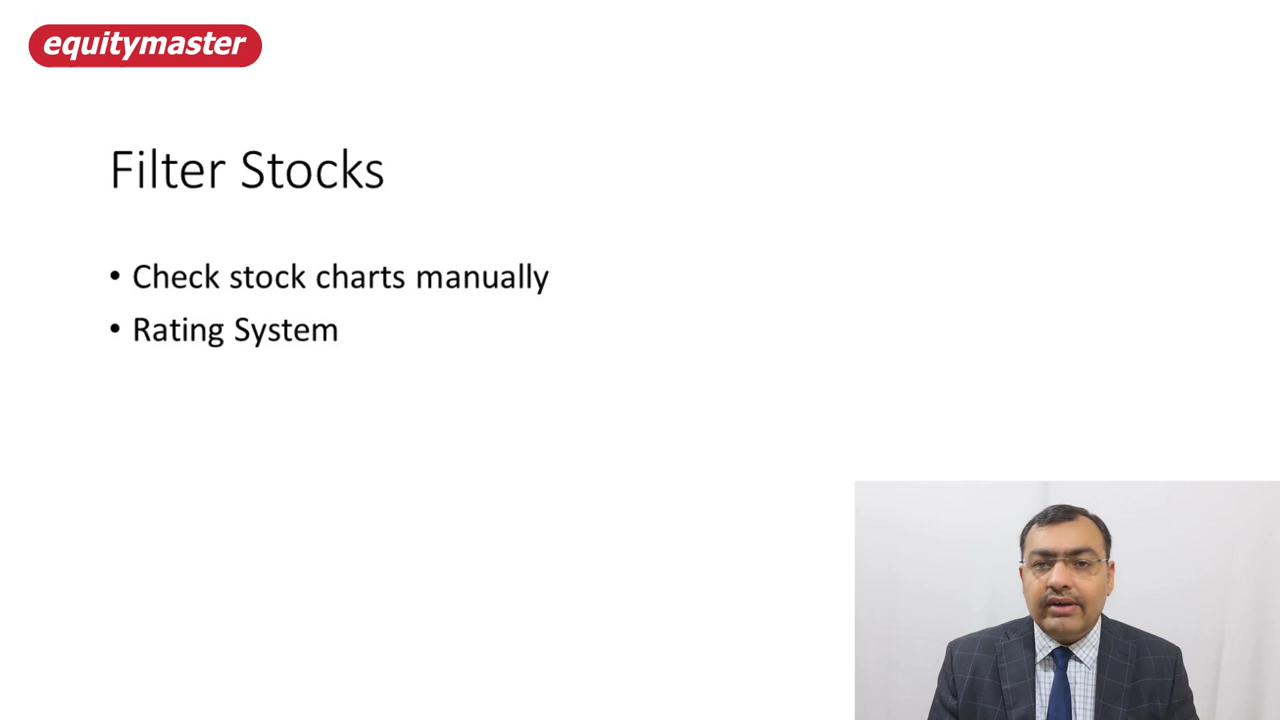 equitymaster
Filter Stocks
• Check stock charts manually
• Rating System